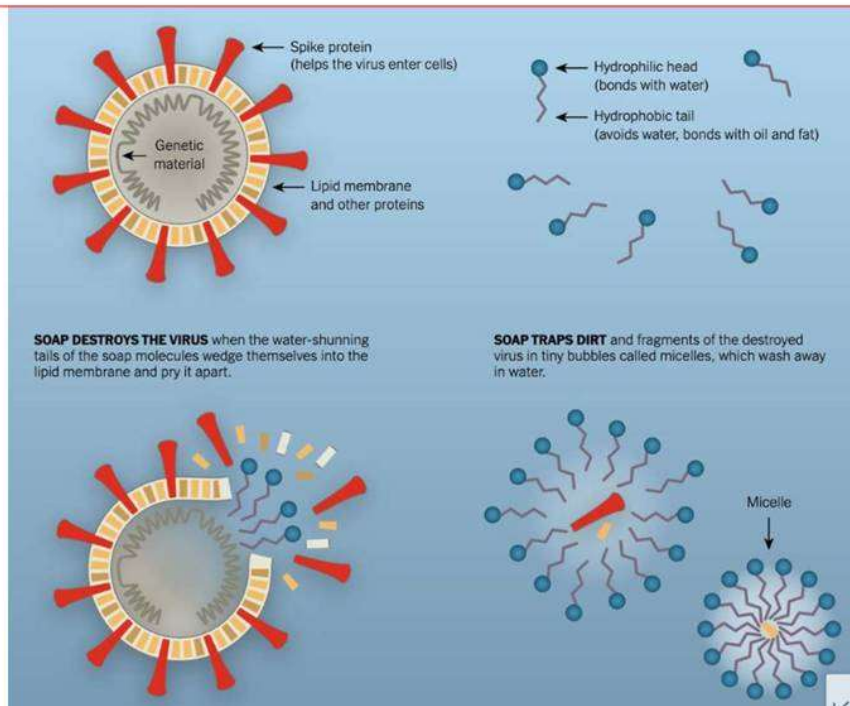 Spike protein
(helps the virus enter cells)
Genetic
material
Lipid membrane
and other proteins
Hydrophilic head
(bonds with water)
Hydrophobic tail
(avoids water, bonds with oil and fat)
SOAP DESTROYS THE VIRUS when the water-shunning
tails of the soap molecules wedge themselves into the
lipid membrane and pry it apart.
SOAP TRAPS DIRT and fragments of the destroyed
virus in tiny bubbles called micelles, which wash away
in water.
Micelle